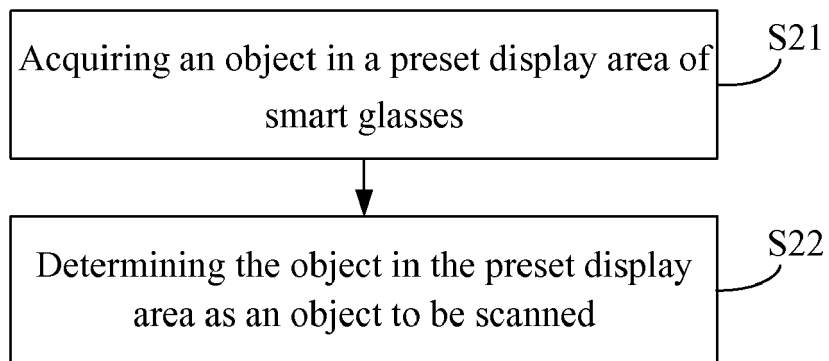 S21
Acquiring an object in a preset display area of
smart glasses
S22
Determining the object in the preset display
area as an object to be scanned